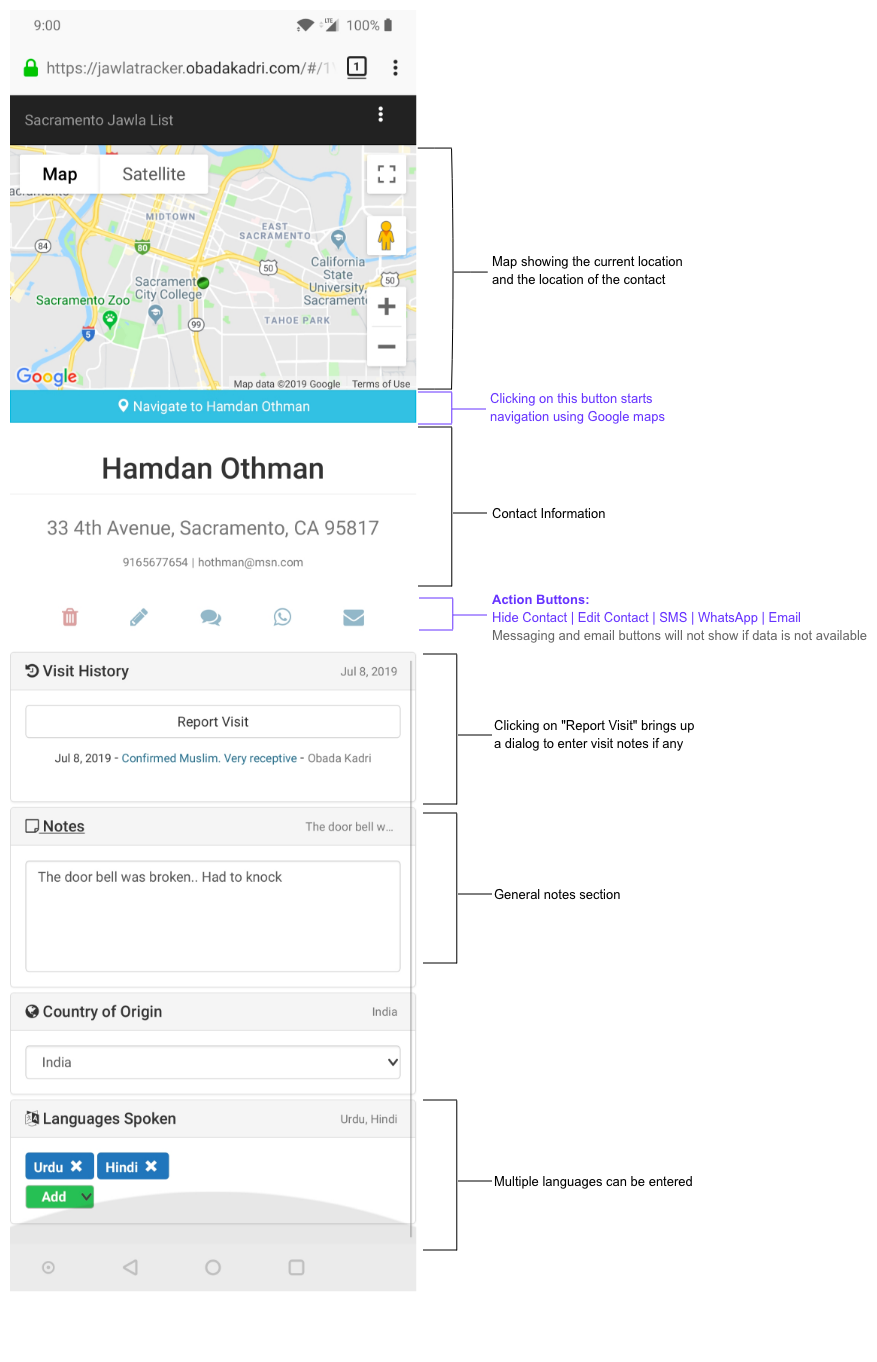 9:00
LTE
100%
https://jawlatracker.obadakadri.com/#/1
1
Sacramento Jawla List
Map
Satellite
MIDTOWN
EAST
SACRAMENTO
84
80
50
California
State
University,
Sacramento
50
Sacrament
City College
Sacramento Zoo
99
TAHOE PARK
5
Google
Map data ©2019 Google
Terms of Use
Map showing the current location
and the location of the contact
Navigate to Hamdan Othman
Clicking on this button starts
navigation using Google maps
Hamdan Othman
33 4th Avenue, Sacramento, CA 95817
9165677654 | hothman@msn.com
Contact Information
Action Buttons:
Hide Contact | Edit Contact | SMS | WhatsApp | Email
Messaging and email buttons will not show if data is not available
Visit History
Jul 8, 2019
Report Visit
Jul 8, 2019 - Confirmed Muslim. Very receptive - Obada Kadri
Clicking on "Report Visit" brings up
a dialog to enter visit notes if any
Notes
The door bell w...
The door bell was broken.. Had to knock
General notes section
Country of Origin
India
India
Languages Spoken
Urdu, Hindi
Urdu
Hindi
Add
Multiple languages can be entered